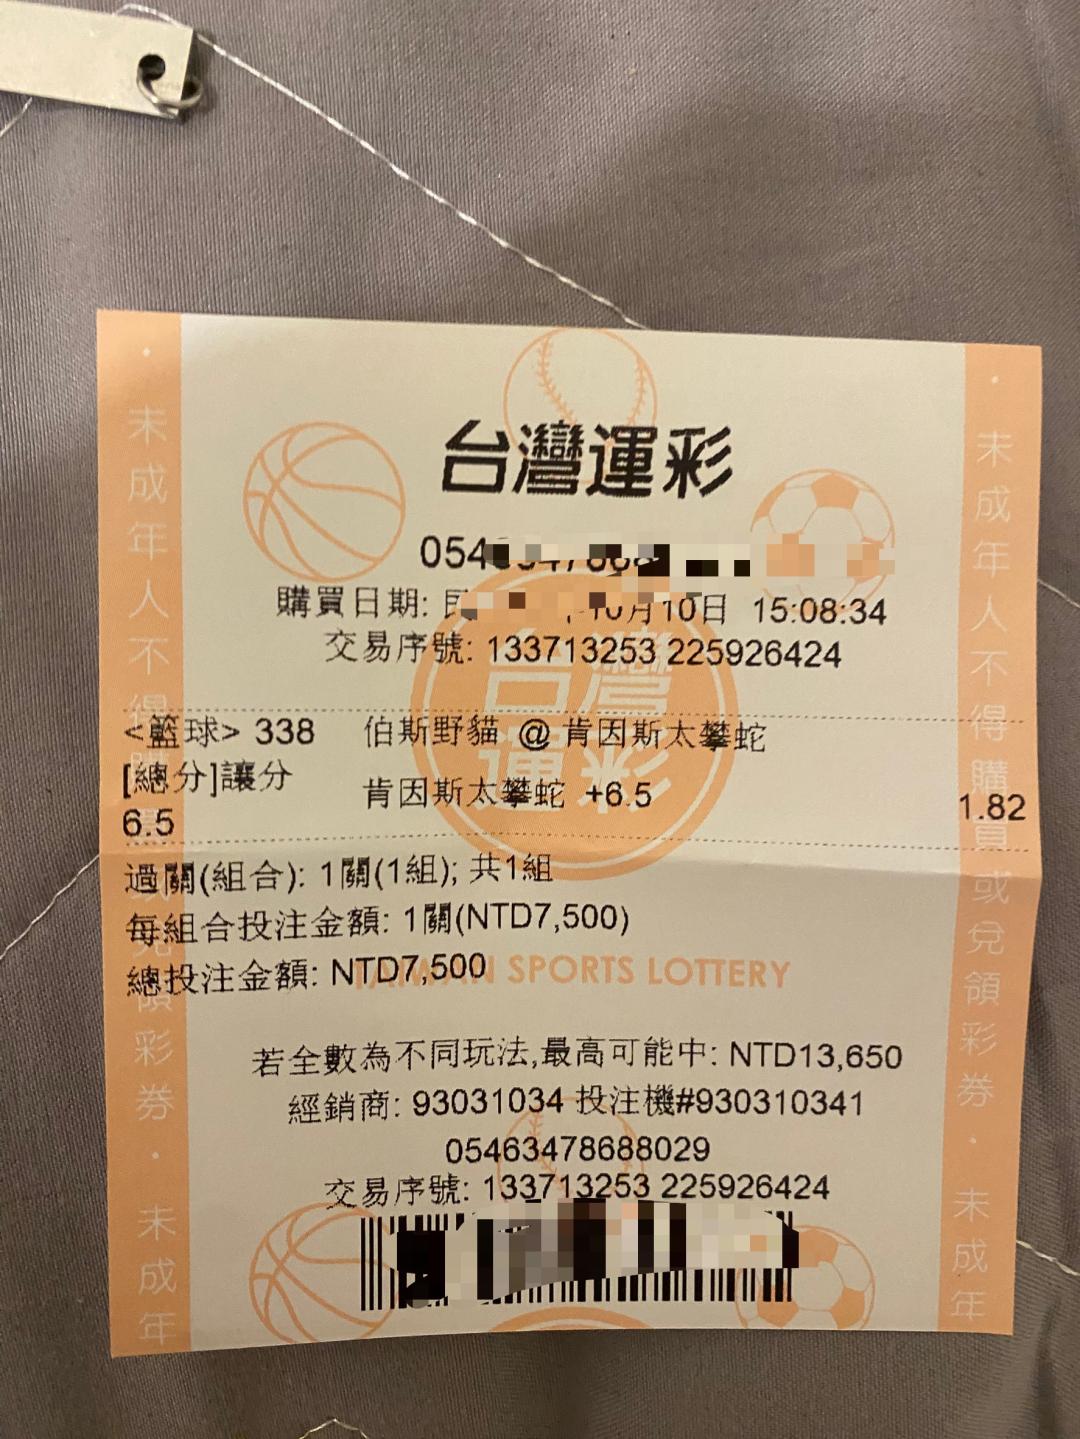 台灣運彩
054
購買日期: 10月10日 15:08:34
交易序號: 133713253 225926424
<籃球> 338 伯斯野貓 @ 肯因斯太攀蛇
[總分]讓分
肯因斯太攀蛇 +6.5 1.82
6.5
過關(組合): 1關(1組); 共1組
每組合投注金額: 1關(NTD7,500)
總投注金額: NTD7,500
TAIWAN SPORTS LOTTERY
若全數為不同玩法,最高可能中: NTD13,650
經銷商: 93031034 投注機#930310341
05463478688029
交易序號: 133713253 225926424
未成年人不得購買或兌領彩券 · 未成年
未成年人不得購買或兌領彩券 · 未成年